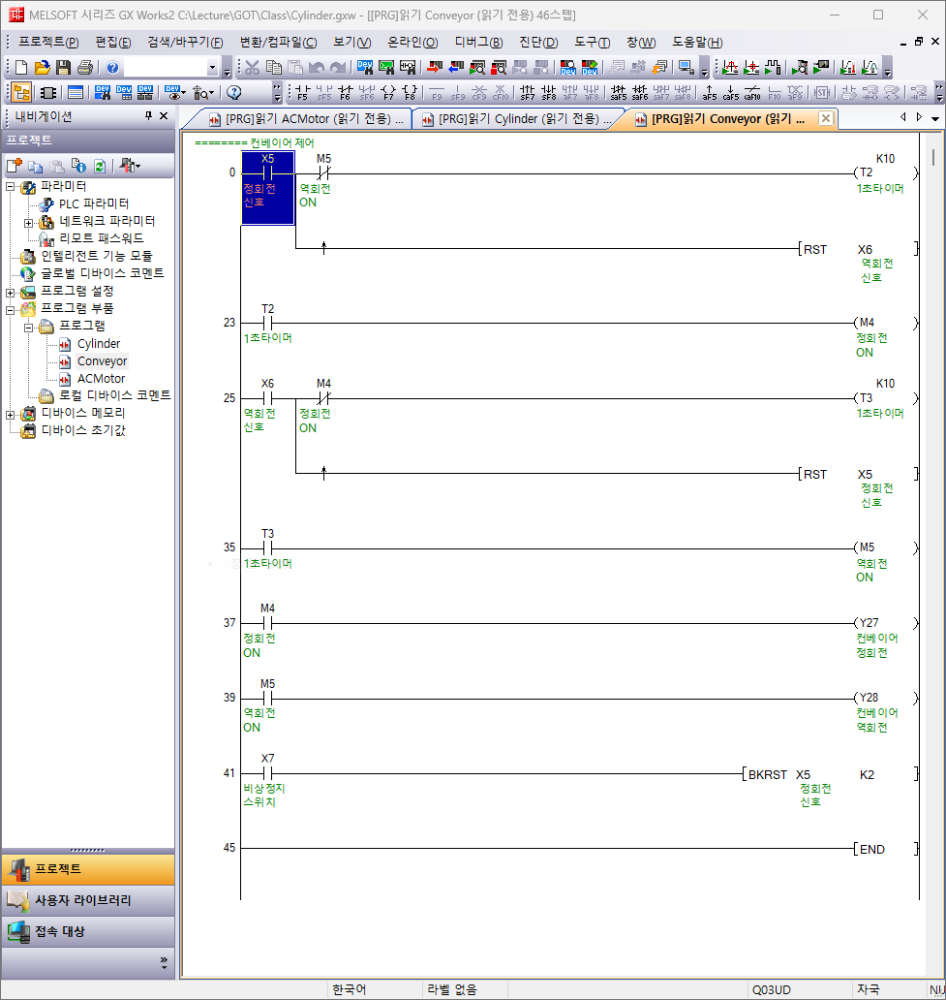 MELSOFT 시리즈 GX Works2 C:\Lecture\GOT\Class\Cylinder.gxw - [[PRG]읽기 Conveyor (읽기 전용) 46스텝]
프로젝트(P) 편집(E) 검색/바꾸기(F) 변환/컴파일(C) 보기(V) 온라인(O) 디버그(B) 진단(D) 도구(T) 창(W) 도움말(H)
F5 sF5 F6 sF6 F7 F8 F9 sF9 cF9 cF10 sF7 sF8 aF7 aF8 saF5 saF6 saF7 saF8 aF5 caF5 caF10 F10 aF9
내비게이션
[PRG]읽기 ACMotor (읽기 전용) ...
[PRG]읽기 Cylinder (읽기 전용) ...
[PRG]읽기 Conveyor (읽기 ...
프로젝트
파라미터
PLC 파라미터
네트워크 파라미터
리모트 패스워드
인텔리전트 기능 모듈
글로벌 디바이스 코멘트
프로그램 설정
프로그램 부품
프로그램
Cylinder
Conveyor
ACMotor
로컬 디바이스 코멘트
디바이스 메모리
디바이스 초기값
프로젝트
사용자 라이브러리
접속 대상
======== 컨베이어 제어
X5 M5 K10
0 T2
정회전 역회전 1초타이머
신호 ON
RST X6
역회전
신호
T2
23 M4
1초타이머 정회전
ON
X6 M4 K10
25 T3
역회전 정회전 1초타이머
신호 ON
RST X5
정회전
신호
T3
35 M5
1초타이머 역회전
ON
M4
37 Y27
정회전 컨베이어
ON 정회전
M5
39 Y28
역회전 컨베이어
ON 역회전
X7
41 BKRST X5 K2
비상정지 정회전
스위치 신호
45 END
한국어 라벨 없음 Q03UD 자국 NU